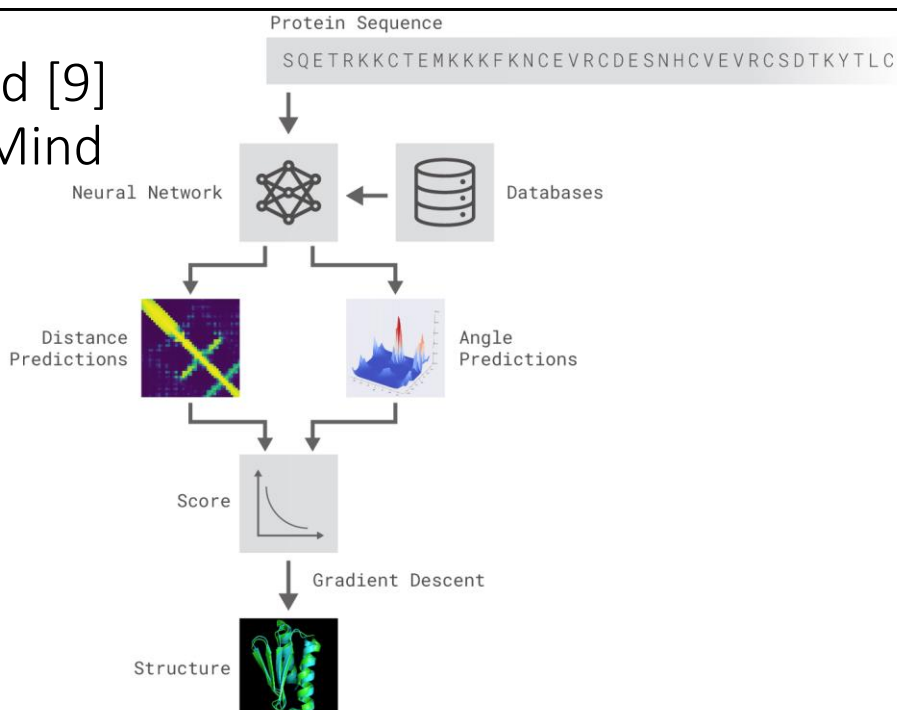 Protein Sequence
SQETRKKCTEMKKKFKNCEVRCDESNHCVEVRCSDTKYTLC
d [9]
Mind
Neural Network
Databases
Distance
Predictions
Angle
Predictions
Score
Gradient Descent
Structure